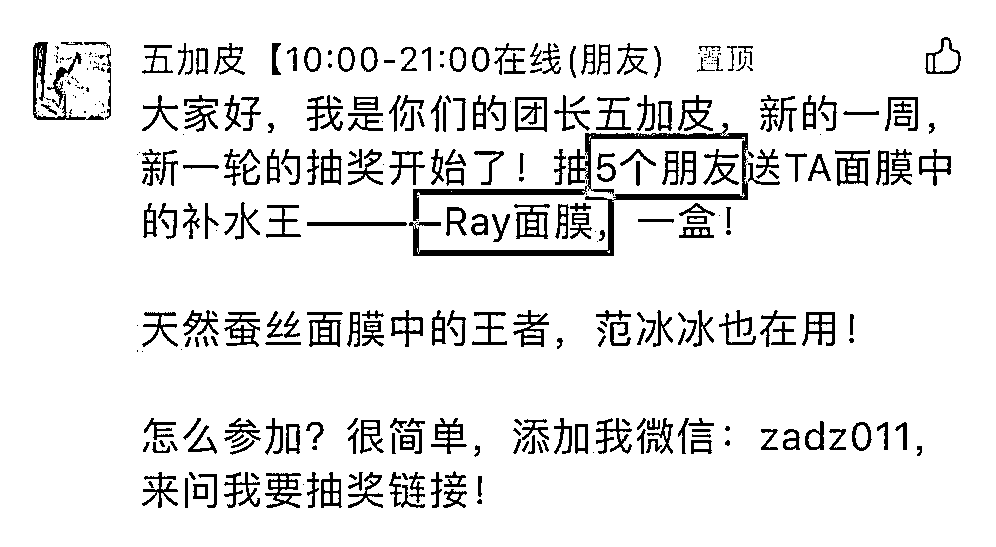 五加皮【10:00-21:00在线(朋友) 置顶
大家好，我是你们的团长五加皮，新的一周，
新一轮的抽奖开始了！抽5个朋友送TA面膜中
的补水王———Ray面膜，一盒！
天然蚕丝面膜中的王者，范冰冰也在用！
怎么参加？很简单，添加我微信：zadz011，
来问我要抽奖链接！